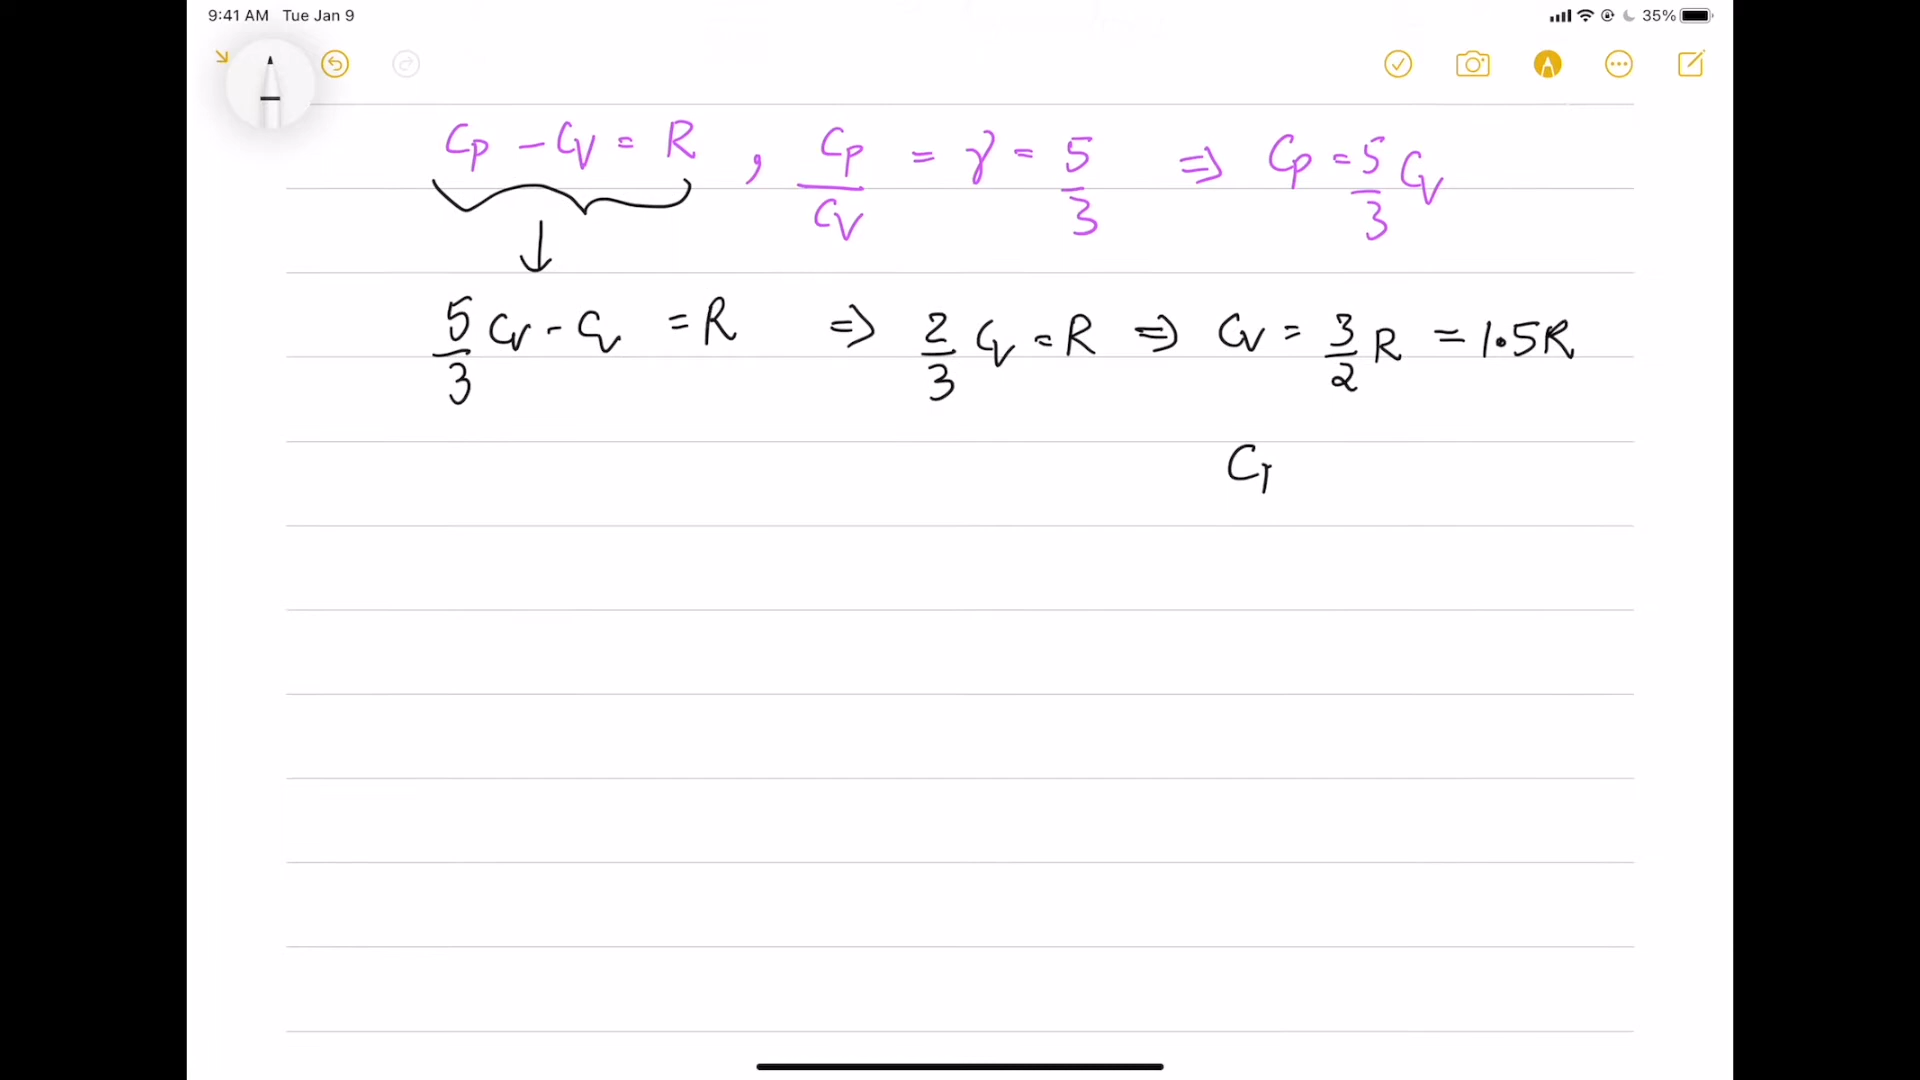 9:41 AM Tue Jan 9 35%
Cp - Cv = R , Cp/Cv = γ = 5/3 ⇒ Cp = 5/3 Cv
↓
5/3 Cv - Cv = R ⇒ 2/3 Cv = R ⇒ Cv = 3/2 R = 1.5R